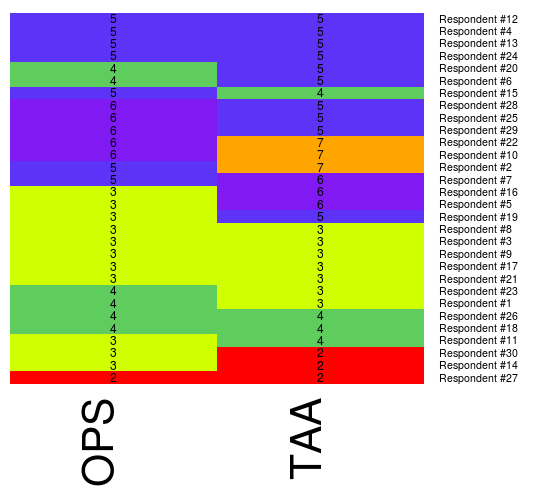 5 5 Respondent #12
5 5 Respondent #4
5 5 Respondent #13
5 5 Respondent #24
4 5 Respondent #20
4 5 Respondent #6
5 4 Respondent #15
6 5 Respondent #28
6 5 Respondent #25
6 5 Respondent #29
6 7 Respondent #22
6 7 Respondent #10
5 7 Respondent #2
5 6 Respondent #7
3 6 Respondent #16
3 6 Respondent #5
3 5 Respondent #19
3 3 Respondent #8
3 3 Respondent #3
3 3 Respondent #9
3 3 Respondent #17
3 3 Respondent #21
4 3 Respondent #23
4 3 Respondent #1
4 4 Respondent #26
4 4 Respondent #18
3 4 Respondent #11
3 2 Respondent #30
3 2 Respondent #14
2 2 Respondent #27
OPS TAA